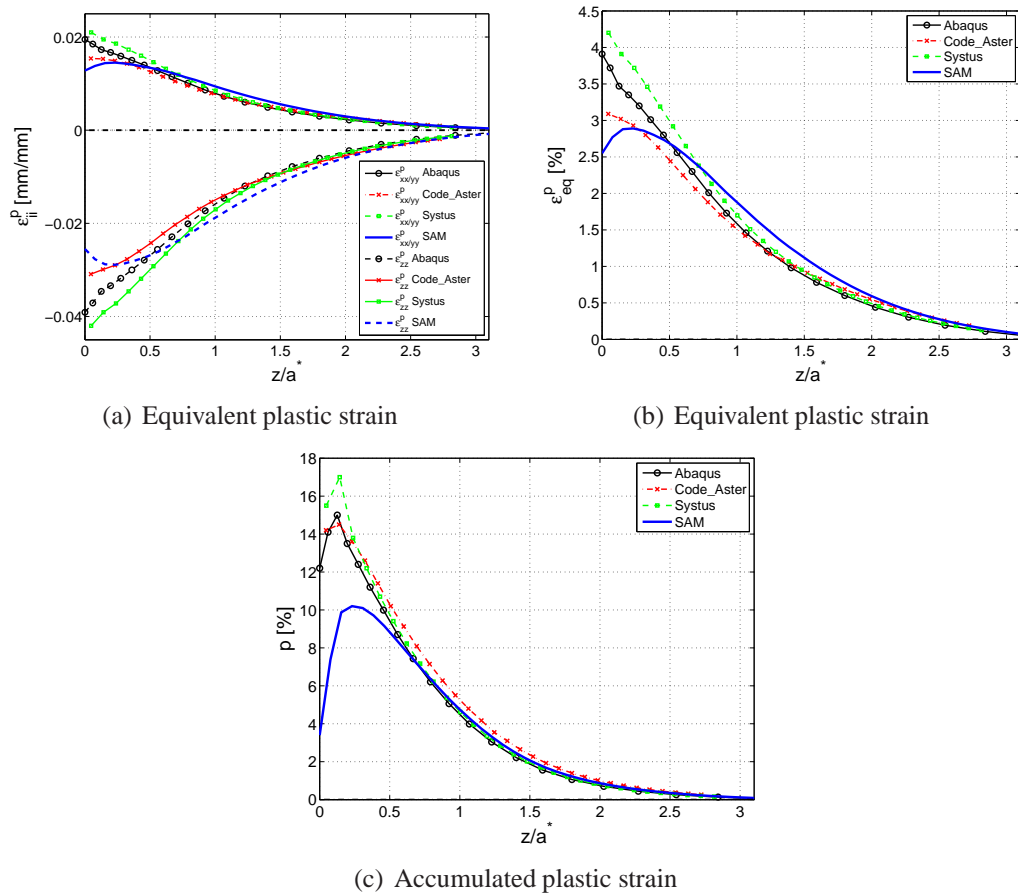 0.02
0
−0.02
−0.04
ε^p_ii [mm/mm]
0 0.5 1 1.5 2 2.5 3
z/a*
ε^p_xx/yy Abaqus
ε^p_xx/yy Code_Aster
ε^p_xx/yy Systus
ε^p_xx/yy SAM
ε^p_zz Abaqus
ε^p_zz Code_Aster
ε^p_zz Systus
ε^p_zz SAM
(a) Equivalent plastic strain
4.5
4
3.5
3
2.5
2
1.5
1
0.5
0
ε^p_eq [%]
0 0.5 1 1.5 2 2.5 3
z/a*
Abaqus
Code_Aster
Systus
SAM
(b) Equivalent plastic strain
18
16
14
12
10
8
6
4
2
0
p [%]
0 0.5 1 1.5 2 2.5 3
z/a*
Abaqus
Code_Aster
Systus
SAM
(c) Accumulated plastic strain